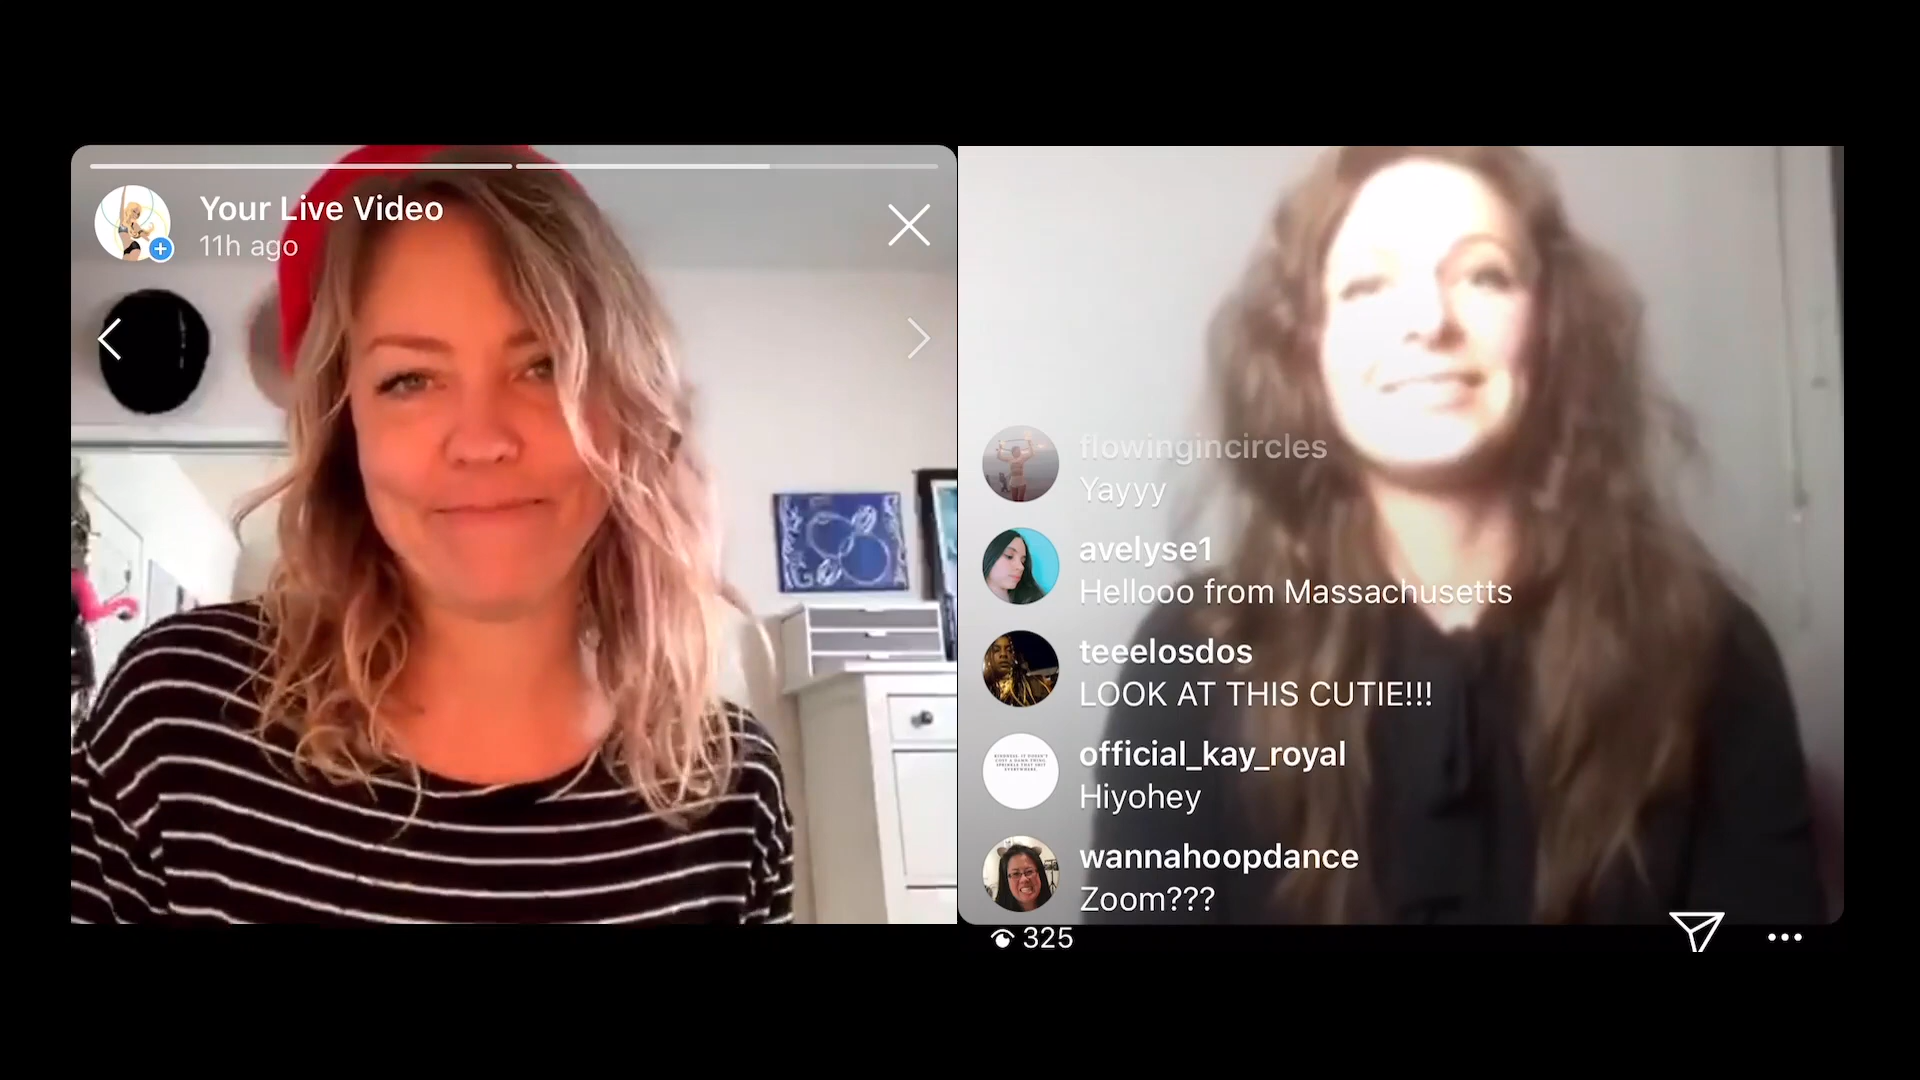 Your Live Video
11h ago
flowingincircles
Yayyy
avelyse1
Hellooo from Massachusetts
teeelosdos
LOOK AT THIS CUTIE!!!
official_kay_royal
Hiyohey
wannahoopdance
Zoom???
325